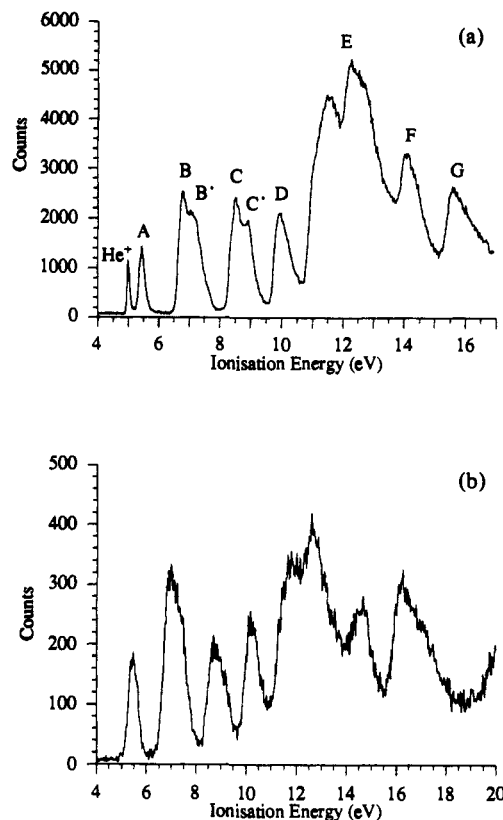 6000
(a)
E
5000
4000
Counts
F
3000
B
C
G
B'
D
2000
C'
A
He+
1000
0
4 6 8 10 12 14 16
Ionisation Energy (eV)
500
(b)
400
300
Counts
200
100
0
4 6 8 10 12 14 16 18 20
Ionisation Energy (eV)